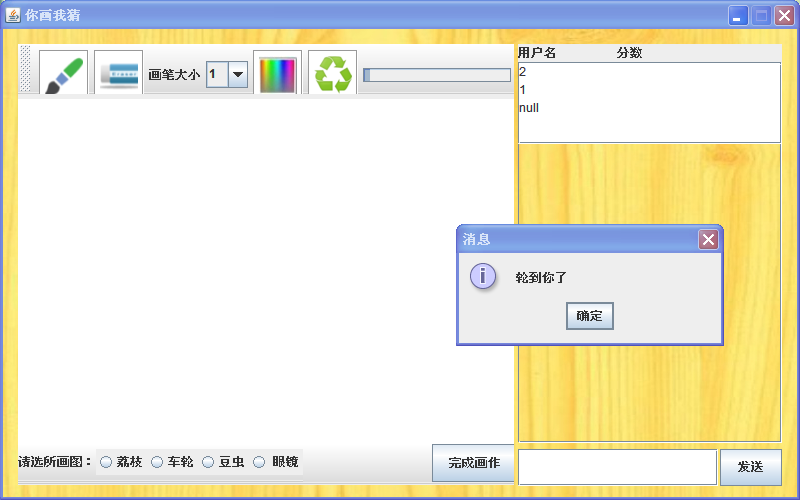 你画我猜
画笔大小 1
Eraser
用户名 分数
2
1
null
消息
轮到你了
确定
请选所画图： 荔枝 车轮 豆虫 眼镜
完成画作
发送